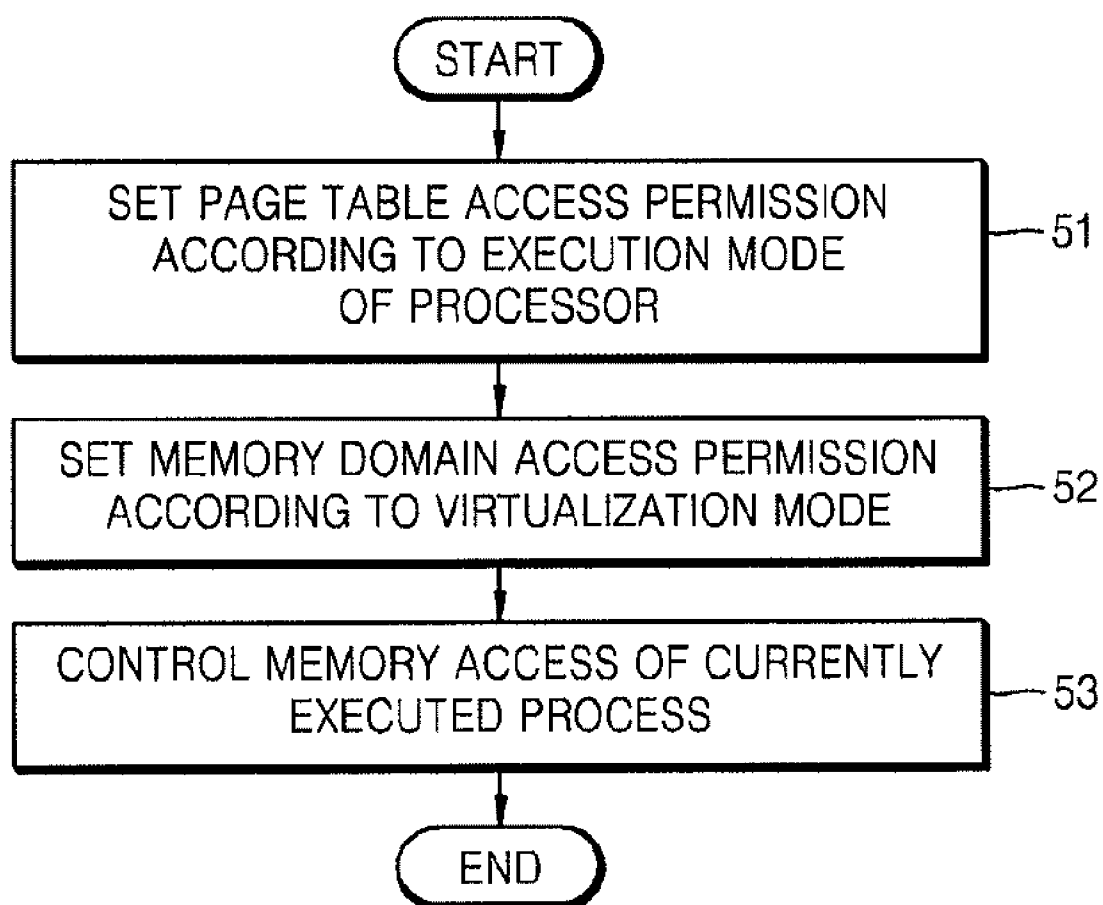 START
SET PAGE TABLE ACCESS PERMISSION
ACCORDING TO EXECUTION MODE
OF PROCESSOR
51
SET MEMORY DOMAIN ACCESS PERMISSION
ACCORDING TO VIRTUALIZATION MODE
52
CONTROL MEMORY ACCESS OF CURRENTLY
EXECUTED PROCESS
53
END